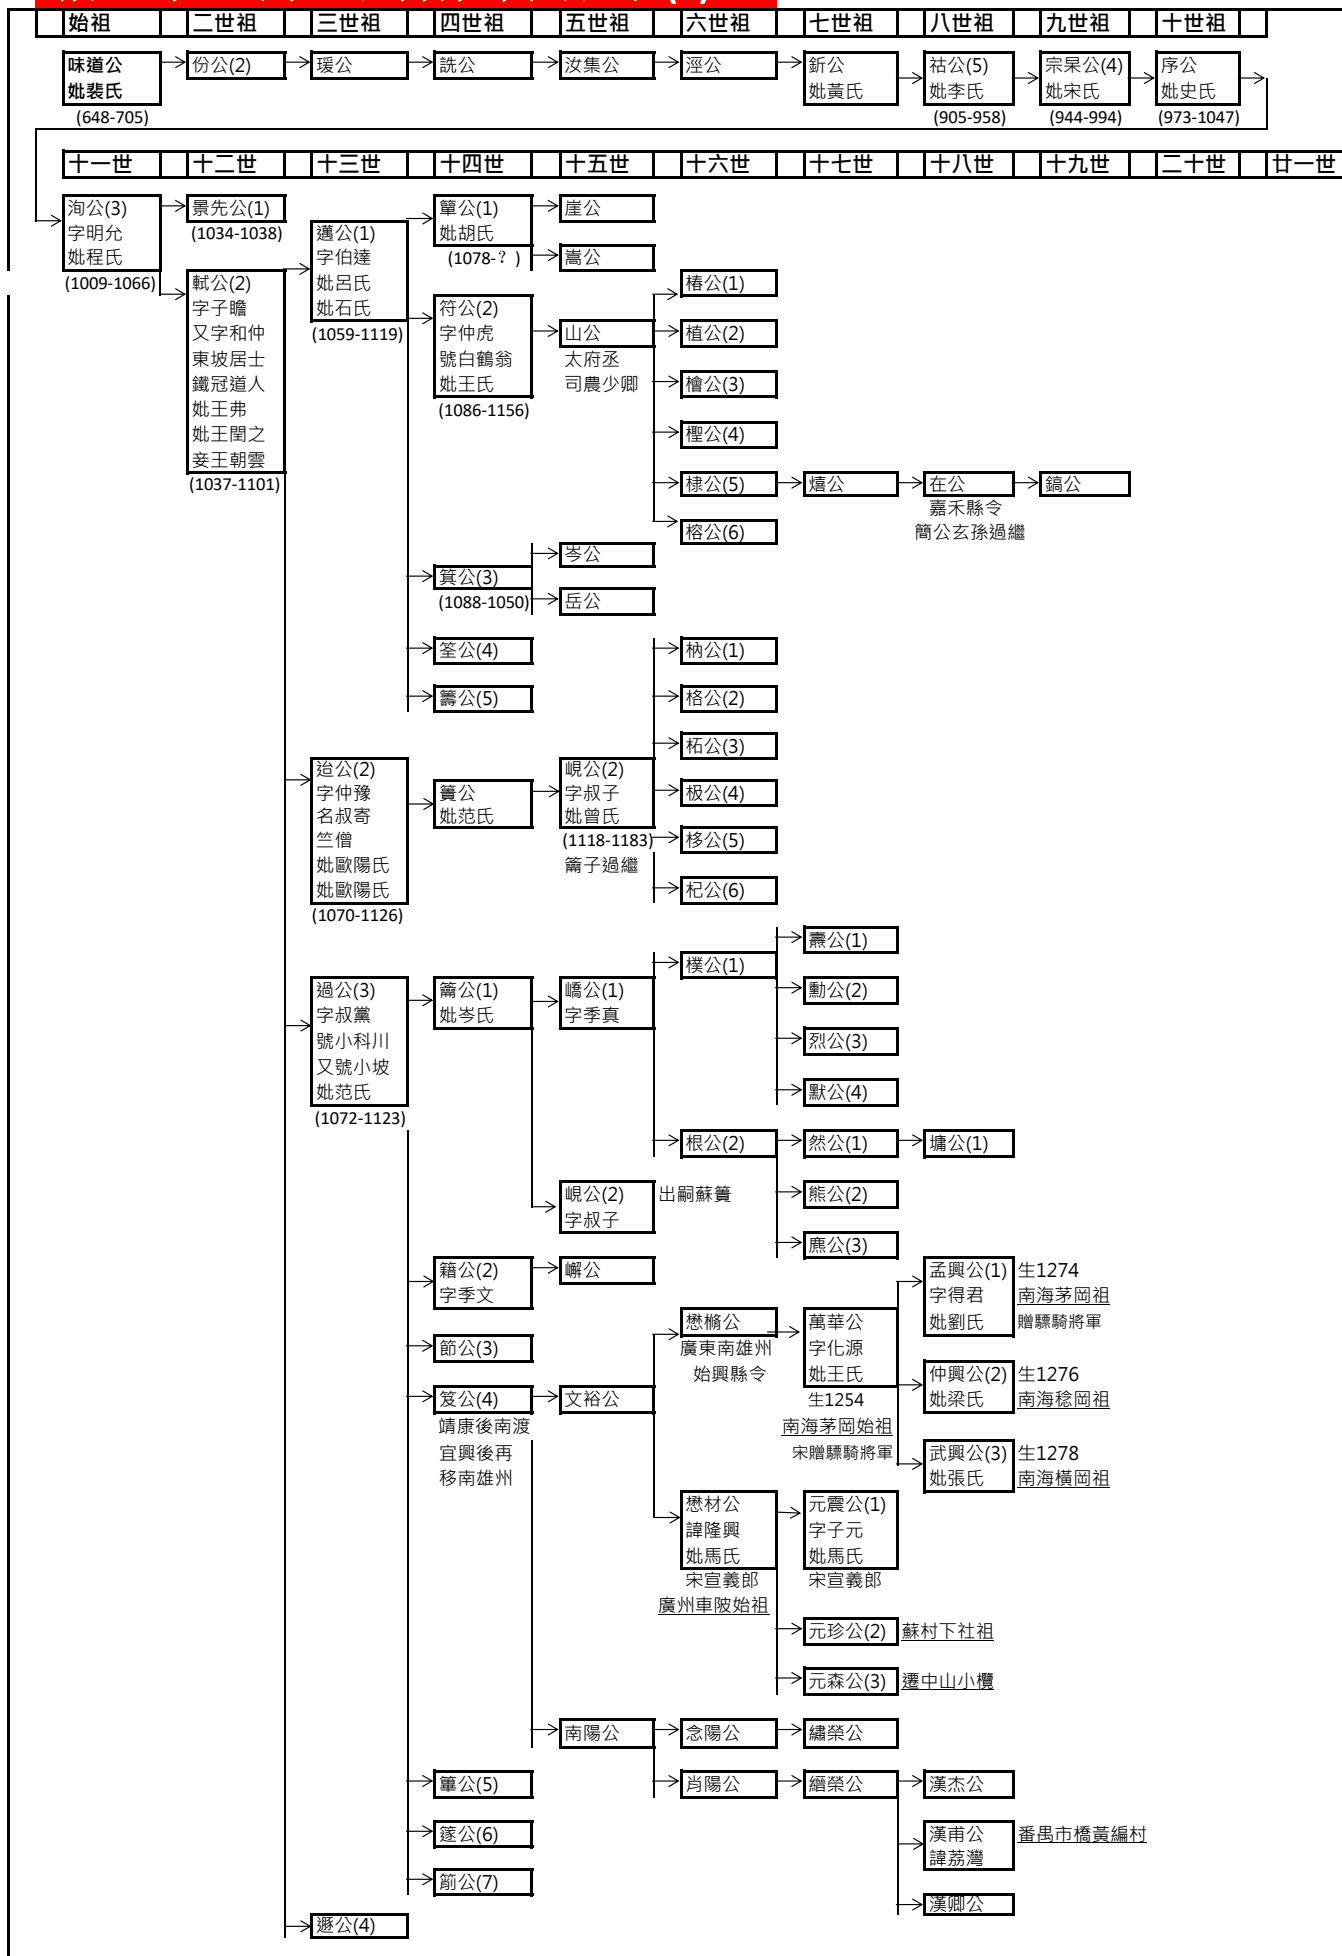 始祖 二世祖 三世祖 四世祖 五世祖 六世祖 七世祖 八世祖 九世祖 十世祖
味道公 份公(2) 瑗公 詵公 汝集公 涇公 釿公 祜公(5) 宗杲公(4) 序公
妣裴氏 妣黃氏 妣李氏 妣宋氏 妣史氏
(648-705) (905-958) (944-994) (973-1047)
十一世 十二世 十三世 十四世 十五世 十六世 十七世 十八世 十九世 二十世 廿一世
洵公(3)
字明允
妣程氏
(1009-1066)
景先公(1)
(1034-1038)
軾公(2)
字子瞻
又字和仲
東坡居士
鐵冠道人
妣王弗
妣王閏之
妾王朝雲
(1037-1101)
邁公(1)
字伯達
妣呂氏
妣石氏
(1059-1119)
簞公(1)
妣胡氏
(1078-? )
崖公
嵩公
符公(2)
字仲虎
號白鶴翁
妣王氏
(1086-1156)
山公
太府丞
司農少卿
椿公(1)
植公(2)
檜公(3)
檉公(4)
棣公(5)
熺公
在公
嘉禾縣令
簡公玄孫過繼
鎬公
榕公(6)
箕公(3)
(1088-1050)
岑公
岳公
筌公(4)
籌公(5)
迨公(2)
字仲豫
名叔寄
竺僧
妣歐陽氏
妣歐陽氏
(1070-1126)
簣公
妣范氏
峴公(2)
字叔子
妣曾氏
(1118-1183)
籥子過繼
枘公(1)
格公(2)
柘公(3)
极公(4)
栘公(5)
杞公(6)
過公(3)
字叔黨
號小科川
又號小坡
妣范氏
(1072-1123)
籥公(1)
妣岑氏
嶠公(1)
字季真
樸公(1)
燾公(1)
勳公(2)
烈公(3)
默公(4)
根公(2)
然公(1)
墉公(1)
熊公(2)
廌公(3)
峴公(2) 出嗣蘇簣
字叔子
籍公(2)
字季文
嶰公
節公(3)
笈公(4)
靖康後南渡
宜興後再
移南雄州
文裕公
懋脩公
廣東南雄州
始興縣令
萬華公
字化源
妣王氏
生1254
南海茅岡始祖
宋贈驃騎將軍
孟興公(1) 生1274
字得君 南海茅岡祖
妣劉氏 贈驃騎將軍
仲興公(2) 生1276
妣梁氏 南海稔岡祖
武興公(3) 生1278
妣張氏 南海橫岡祖
懋材公
諱隆興
妣馬氏
宋宣義郎
廣州車陂始祖
元震公(1)
字子元
妣馬氏
宋宣義郎
元珍公(2) 蘇村下社祖
元森公(3) 遷中山小欖
南陽公
念陽公
繡榮公
肖陽公
縉榮公
漢杰公
漢甫公 番禺市橋黃編村
諱荔灣
漢卿公
篳公(5)
篴公(6)
箾公(7)
遯公(4)